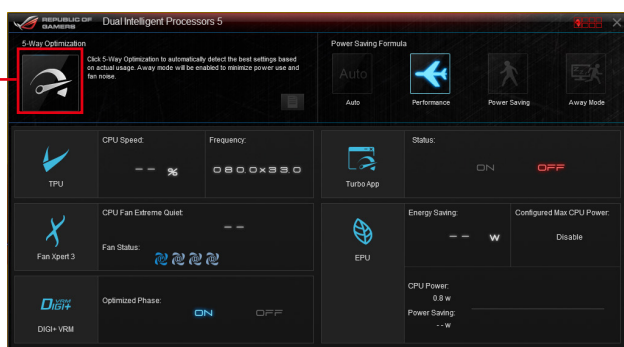 REPUBLIC OF
GAMERS
Dual Intelligent Processors 5
5-Way Optimization
Click 5-Way Optimization to automatically detect the best settings based
on actual usage. Away mode will be enabled to minimize power use and
fan noise.
Power Saving Formula
Auto
Auto
Performance
Power Saving
Away Mode
TPU
CPU Speed:
-- %
Frequency:
080.0x33.0
Turbo App
Status:
ON OFF
Fan Xpert 3
CPU Fan Extreme Quiet:
--
Fan Status:
EPU
Energy Saving:
-- W
Configured Max CPU Power:
Disable
DIGI+ VRM
DIGI+ VRM
Optimized Phase:
ON OFF
CPU Power:
0.8 w
Power Saving:
-- w